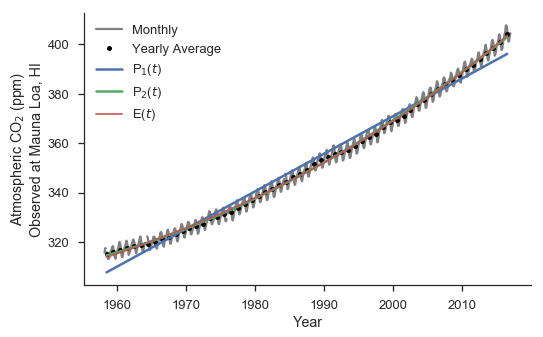 Monthly
Yearly Average
P₁(t)
P₂(t)
E(t)
Atmospheric CO₂ (ppm)
Observed at Mauna Loa, HI
400
380
360
340
320
1960 1970 1980 1990 2000 2010
Year